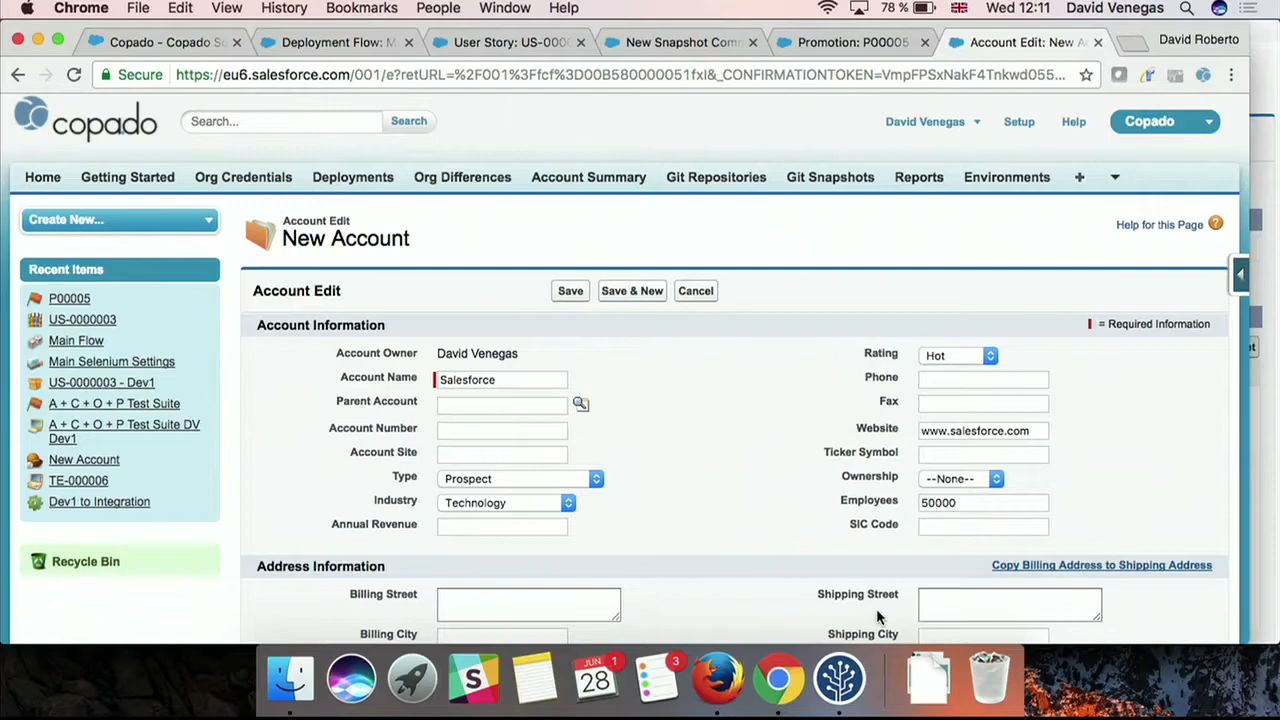 Chrome File Edit View History Bookmarks People Window Help 78 % Wed 12:11 David Venegas
Copado - Copado So
Deployment Flow: Ma
User Story: US-0000
New Snapshot Comm
Promotion: P00005
Account Edit: New A
David Roberto
Secure https://eu6.salesforce.com/001/e?retURL=%2F001%3Ffcf%3D00B580000051fxI&_CONFIRMATIONTOKEN=VmpFPSxNakF4Tnkwd055...
copado
Search...
Search
David Venegas
Setup
Help
Copado
Home Getting Started Org Credentials Deployments Org Differences Account Summary Git Repositories Git Snapshots Reports Environments +
Create New...
Recent Items
P00005
US-0000003
Main Flow
Main Selenium Settings
US-0000003 - Dev1
A + C + O + P Test Suite
A + C + O + P Test Suite DV
Dev1
New Account
TE-000006
Dev1 to Integration
Recycle Bin
Account Edit
New Account
Help for this Page
Account Edit
Save
Save & New
Cancel
Account Information
= Required Information
Account Owner David Venegas
Rating Hot
Account Name Salesforce
Phone
Parent Account
Fax
Account Number
Website www.salesforce.com
Account Site
Ticker Symbol
Type Prospect
Ownership --None--
Industry Technology
Employees 50000
Annual Revenue
SIC Code
Address Information
Copy Billing Address to Shipping Address
Billing Street
Shipping Street
Billing City
Shipping City
S
JUN 1
28
3